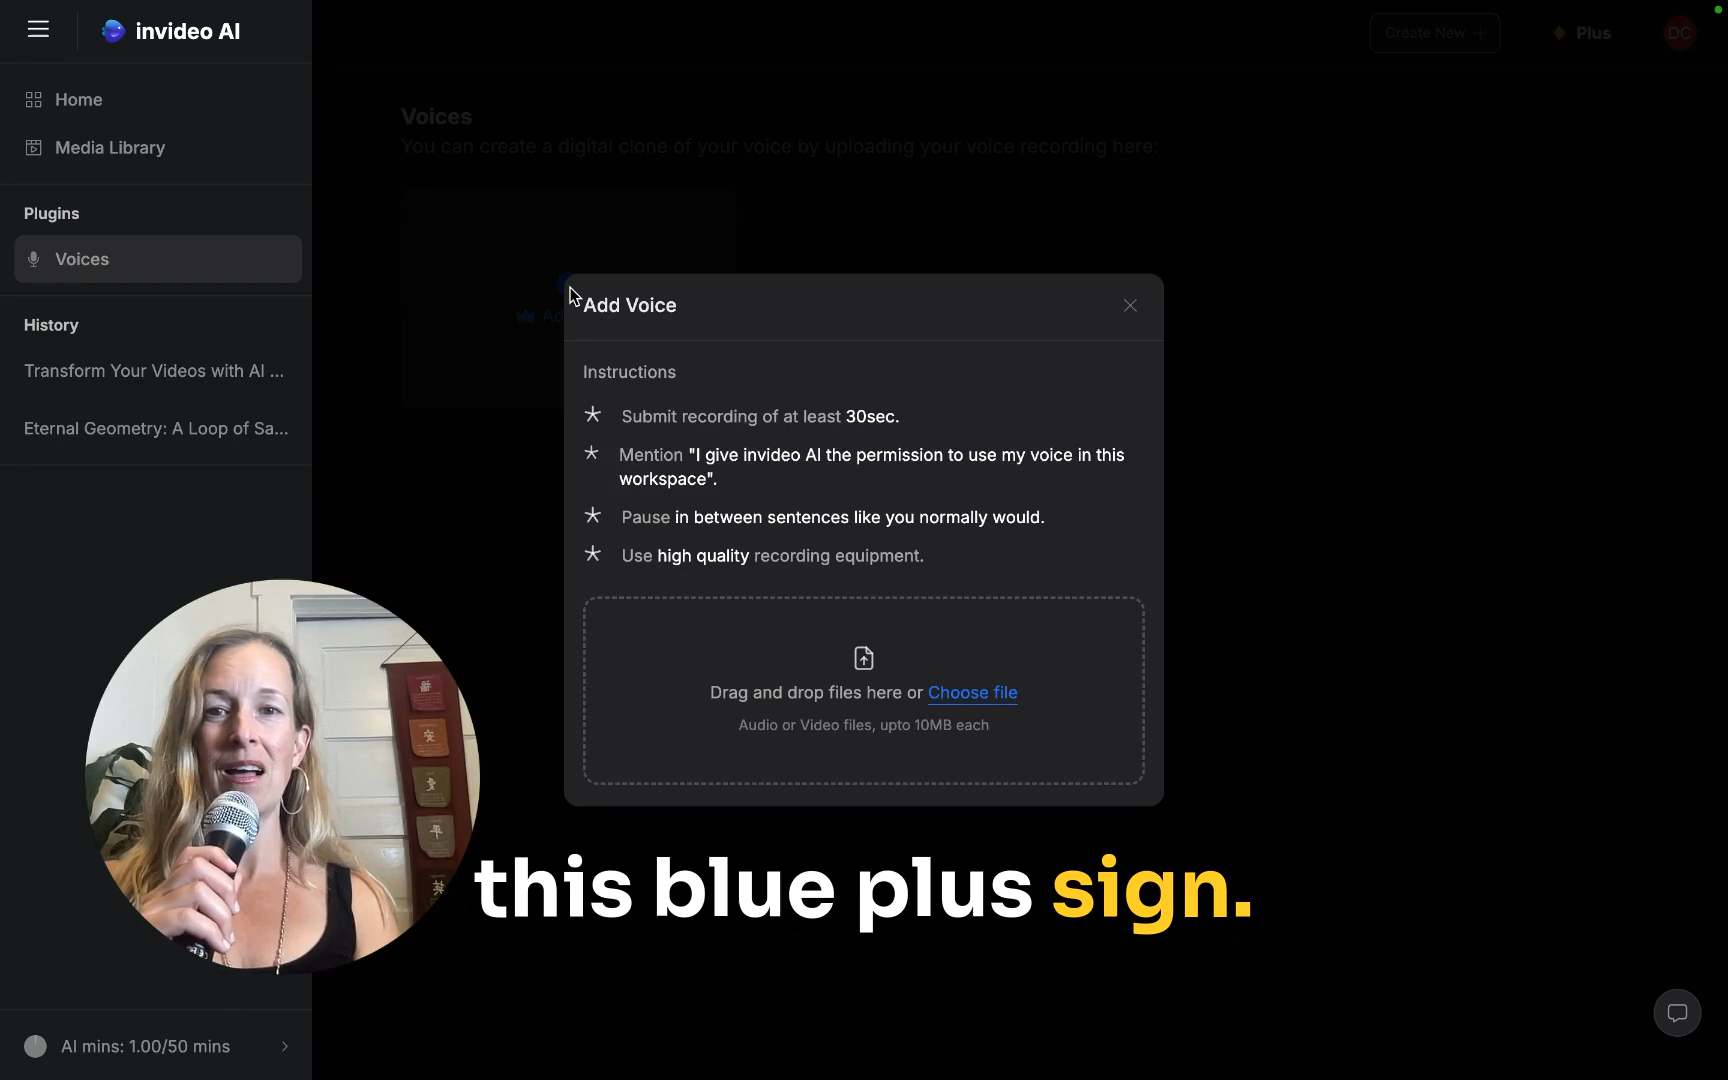 invideo AI
Create New +
Plus
DC
Home
Media Library
Plugins
Voices
History
Transform Your Videos with AI ...
Eternal Geometry: A Loop of Sa...
AI mins: 1.00/50 mins
Voices
You can create a digital clone of your voice by uploading your voice recording here:
Add Voice
Instructions
Submit recording of at least 30sec.
Mention "I give invideo AI the permission to use my voice in this
workspace".
Pause in between sentences like you normally would.
Use high quality recording equipment.
Drag and drop files here or Choose file
Audio or Video files, upto 10MB each
安
平
this blue plus sign.